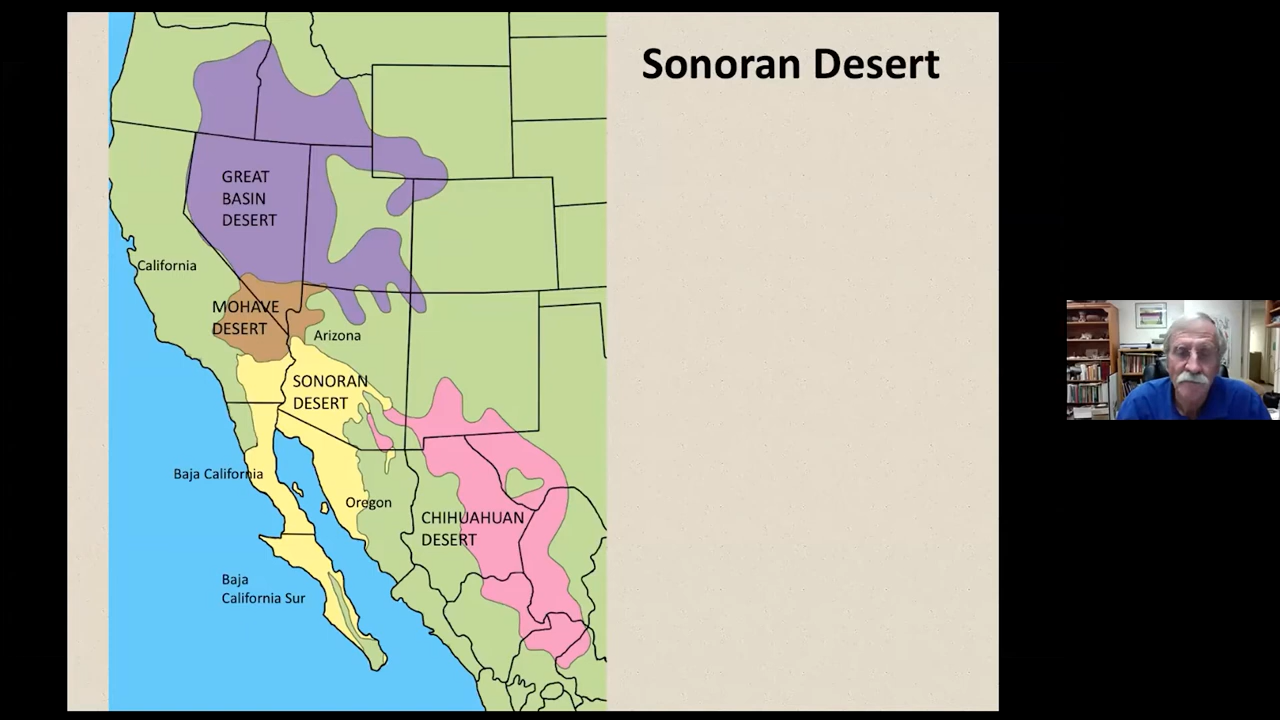 Sonoran Desert
GREAT
BASIN
DESERT
California
MOHAVE
DESERT
Arizona
SONORAN
DESERT
Baja California
Oregon
CHIHUAHUAN
DESERT
Baja
California Sur